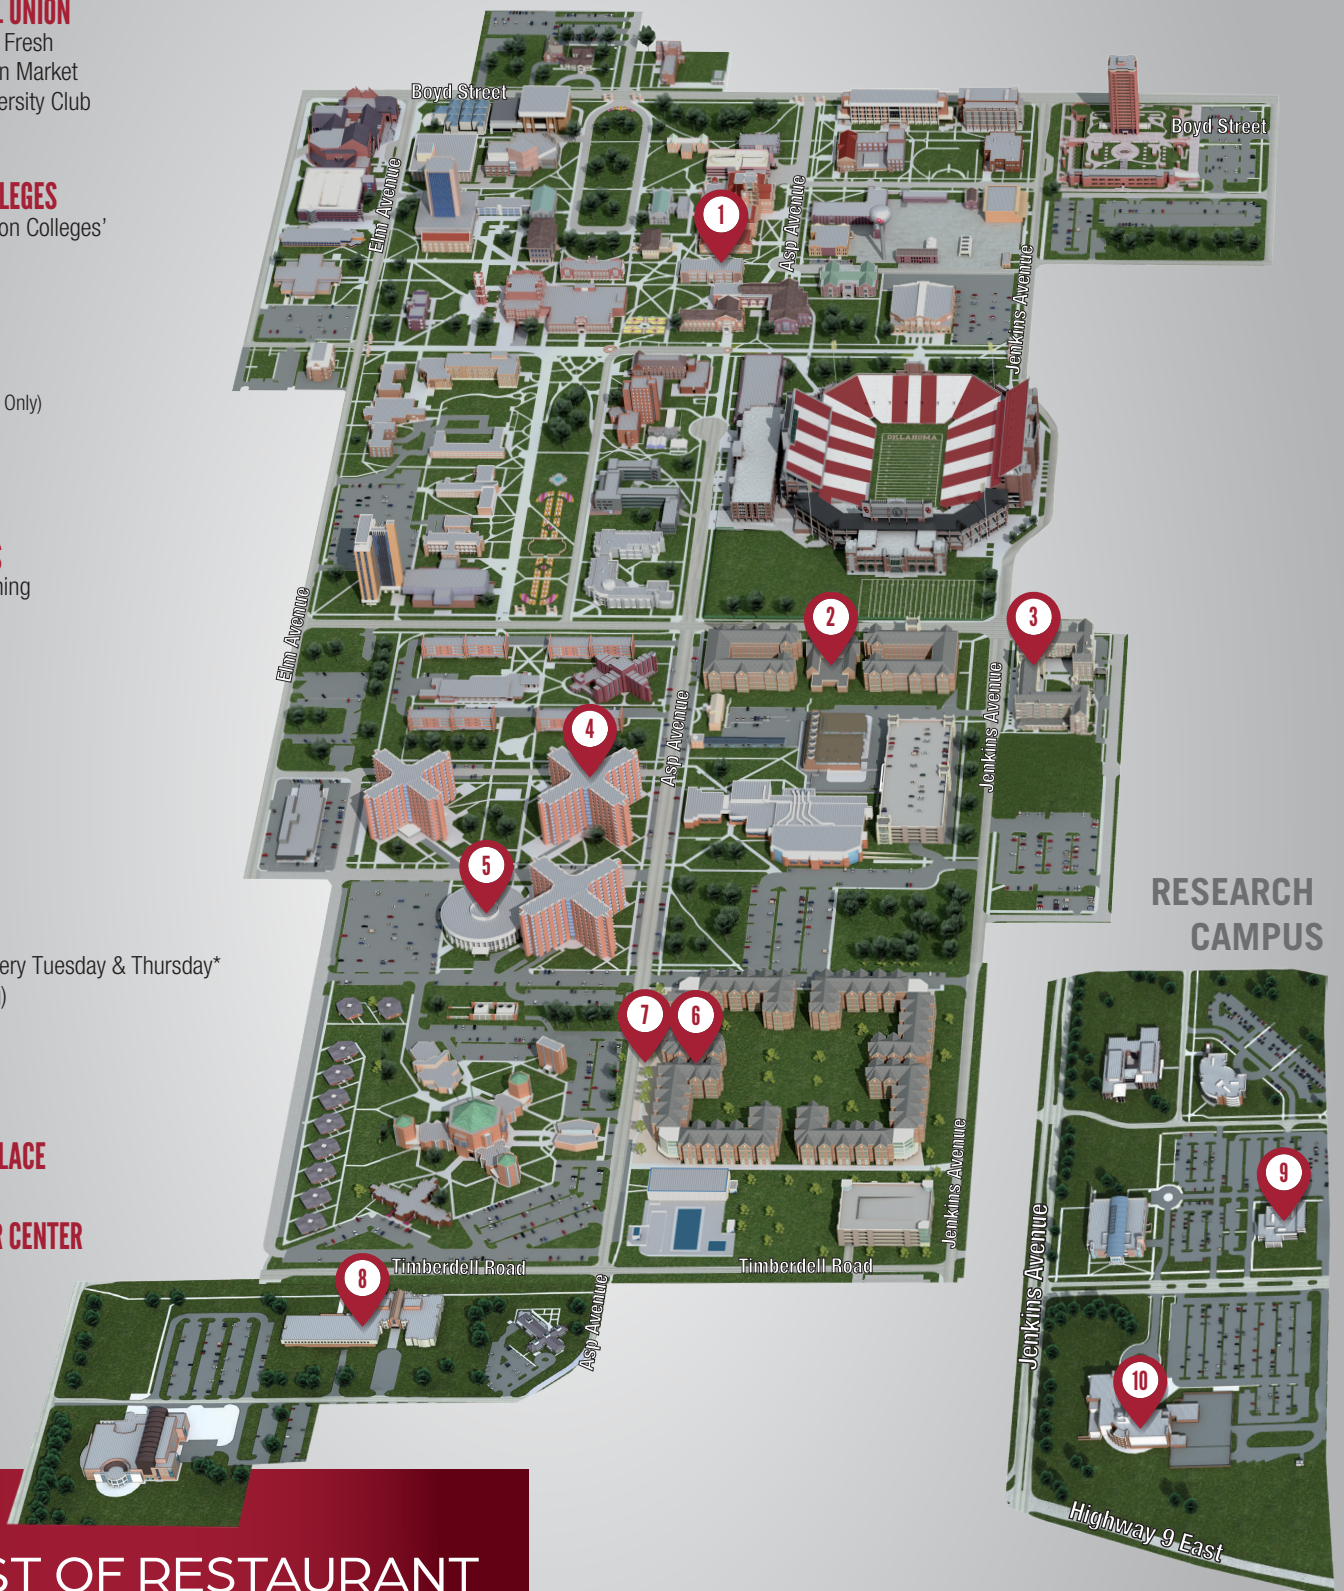 L UNION
Fresh
n Market
ersity Club
LEGES
on Colleges’
Only)
S
ning
ery Tuesday & Thursday*
)
LACE
R CENTER
ST OF RESTAURANT
Boyd Street
Boyd Street
Elm Avenue
Asp Avenue
Jenkins Avenue
1
OKLAHOMA
2
3
Elm Avenue
Asp Avenue
Jenkins Avenue
4
5
7
6
Jenkins Avenue
Timberdell Road
Timberdell Road
8
Asp Avenue
RESEARCH
CAMPUS
9
Jenkins Avenue
10
Highway 9 East